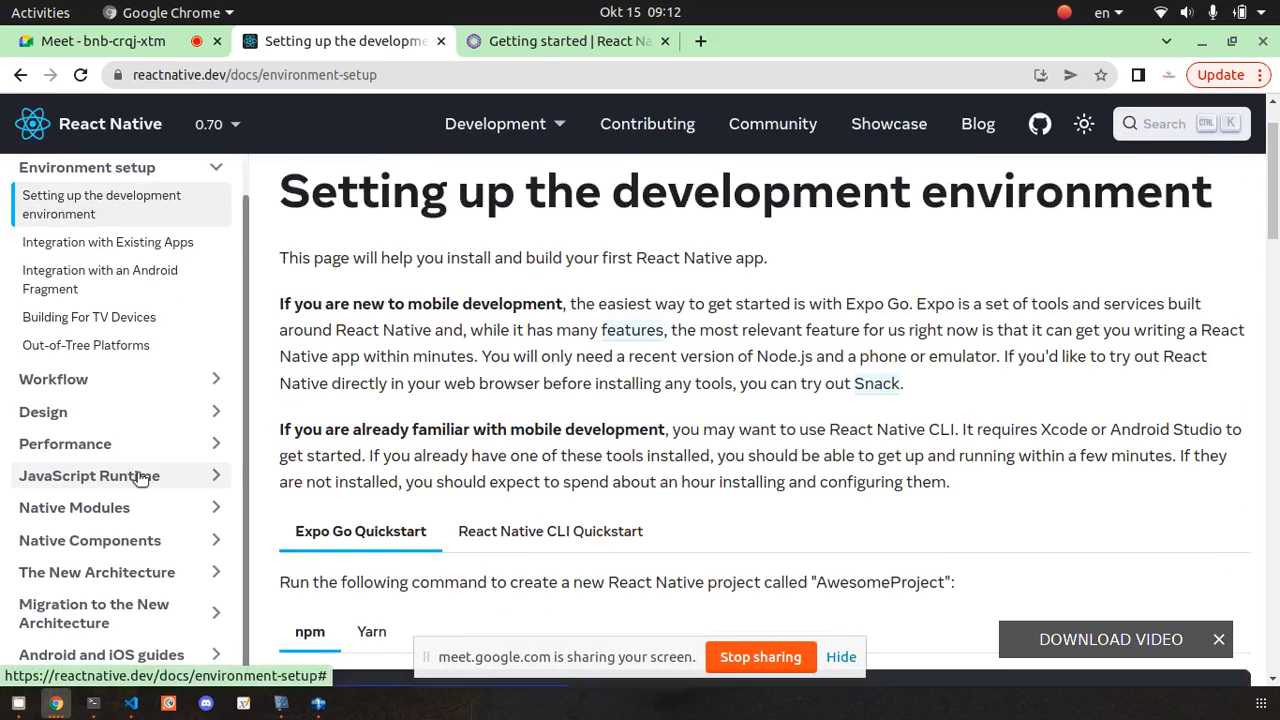 Activities
Google Chrome
Okt 15 09:12
en
Meet - bnb-crqj-xtm
Setting up the developme
Getting started | React Na
reactnative.dev/docs/environment-setup
Update
React Native
0.70
Development
Contributing
Community
Showcase
Blog
Search
CTRL
K
Environment setup
Setting up the development
environment
Integration with Existing Apps
Integration with an Android
Fragment
Building For TV Devices
Out-of-Tree Platforms
Workflow
Design
Performance
JavaScript Runtime
Native Modules
Native Components
The New Architecture
Migration to the New
Architecture
Android and iOS guides
https://reactnative.dev/docs/environment-setup#
Setting up the development environment
This page will help you install and build your first React Native app.
If you are new to mobile development, the easiest way to get started is with Expo Go. Expo is a set of tools and services built
around React Native and, while it has many features, the most relevant feature for us right now is that it can get you writing a React
Native app within minutes. You will only need a recent version of Node.js and a phone or emulator. If you'd like to try out React
Native directly in your web browser before installing any tools, you can try out Snack.
If you are already familiar with mobile development, you may want to use React Native CLI. It requires Xcode or Android Studio to
get started. If you already have one of these tools installed, you should be able to get up and running within a few minutes. If they
are not installed, you should expect to spend about an hour installing and configuring them.
Expo Go Quickstart
React Native CLI Quickstart
Run the following command to create a new React Native project called "AwesomeProject":
npm
Yarn
meet.google.com is sharing your screen.
Stop sharing
Hide
DOWNLOAD VIDEO